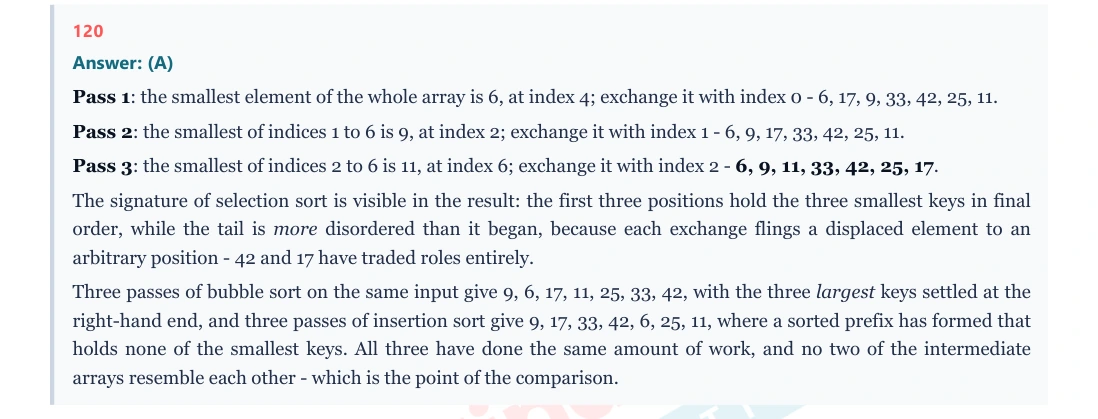 120
Answer: (A)
Pass 1: the smallest element of the whole array is 6, at index 4; exchange it with index 0 - 6, 17, 9, 33, 42, 25, 11.
Pass 2: the smallest of indices 1 to 6 is 9, at index 2; exchange it with index 1 - 6, 9, 17, 33, 42, 25, 11.
Pass 3: the smallest of indices 2 to 6 is 11, at index 6; exchange it with index 2 - 6, 9, 11, 33, 42, 25, 17.
The signature of selection sort is visible in the result: the first three positions hold the three smallest keys in final
order, while the tail is more disordered than it began, because each exchange flings a displaced element to an
arbitrary position - 42 and 17 have traded roles entirely.
Three passes of bubble sort on the same input give 9, 6, 17, 11, 25, 33, 42, with the three largest keys settled at the
right-hand end, and three passes of insertion sort give 9, 17, 33, 42, 6, 25, 11, where a sorted prefix has formed that
holds none of the smallest keys. All three have done the same amount of work, and no two of the intermediate
arrays resemble each other - which is the point of the comparison.